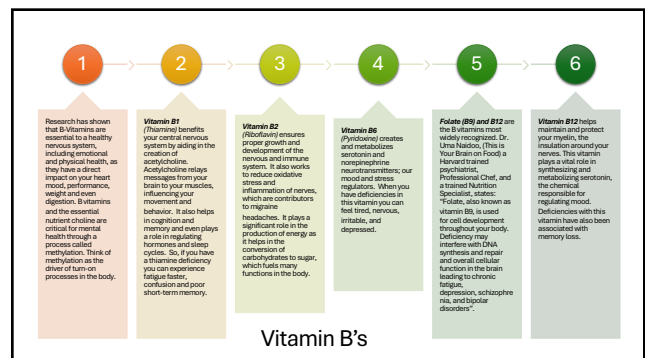 1
2
3
4
5
6
Research has shown
that B-Vitamins are
essential to a healthy
nervous system,
including emotional
and physical health, as
they have a direct
impact on your heart
mood, performance,
weight and even
digestion. B vitamins
and the essential
nutrient choline are
critical for mental
health through a
process called
methylation. Think of
methylation as the
driver of turn-on
processes in the body.
Vitamin B1
(Thiamine) benefits
your central nervous
system by aiding in the
creation of
acetylcholine.
Acetylcholine relays
messages from your
brain to your muscles,
influencing your
movement and
behavior. It also helps
in cognition and
memory and even plays
a role in regulating
hormones and sleep
cycles. So, if you have
a thiamine deficiency
you can experience
fatigue faster,
confusion and poor
short-term memory.
Vitamin B2
(Riboflavin) ensures
proper growth and
development of the
nervous and immune
system. It also works
to reduce oxidative
stress and
inflammation of nerves,
which are contributors
to migraine
headaches. It plays a
significant role in the
production of energy as
it helps in the
conversion of
carbohydrates to sugar,
which fuels many
functions in the body.
Vitamin B6
(Pyridoxine) creates
and metabolizes
serotonin and
norepinephrine
neurotransmitters; our
mood and stress
regulators. When you
have deficiencies in
this vitamin you can
feel tired, nervous,
irritable, and
depressed.
Folate (B9) and B12 are
the B vitamins most
widely recognized. Dr.
Uma Naidoo, (This is
Your Brain on Food) a
Harvard trained
psychiatrist,
Professional Chef, and
a trained Nutrition
Specialist, states:
"Folate, also known as
vitamin B9, is used
for cell development
throughout your body.
Deficiency may
interfere with DNA
synthesis and repair
and overall cellular
function in the brain
leading to chronic
fatigue,
depression, schizophre
nia, and bipolar
disorders".
Vitamin B12 helps
maintain and protect
your myelin, the
insulation around your
nerves. This vitamin
plays a vital role in
synthesizing and
metabolizing serotonin,
the chemical
responsible for
regulating mood.
Deficiencies with this
vitamin have also been
associated with
memory loss.
Vitamin B's